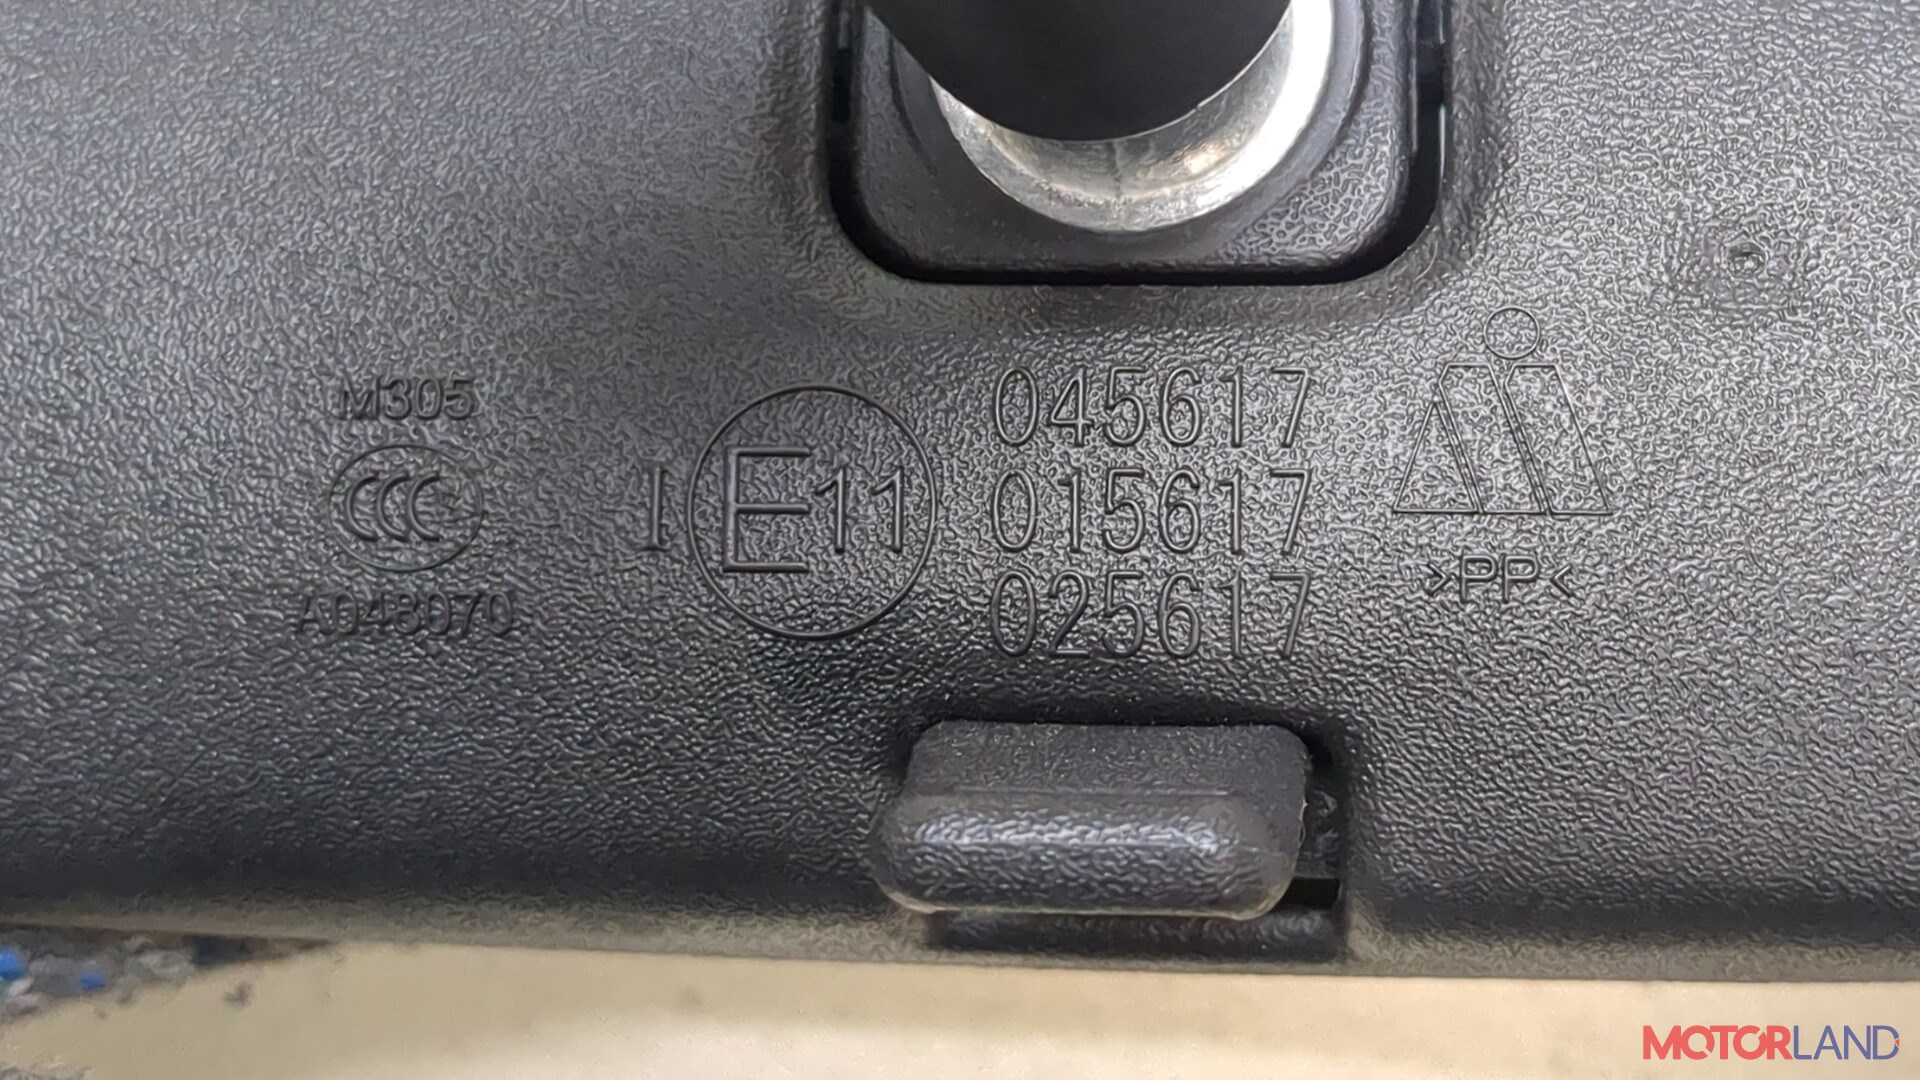 M305
CCC
A048070
I E11
045617
015617
025617
>PP<
MOTORLAND